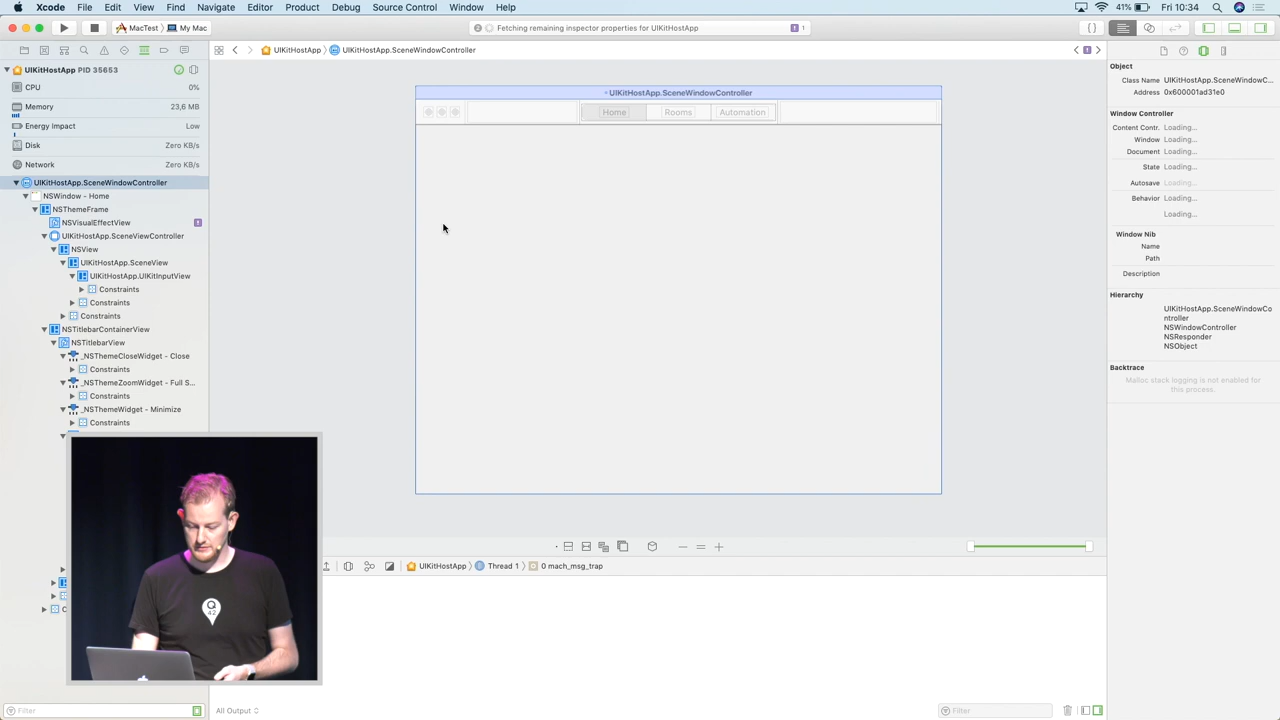 Xcode File Edit View Find Navigate Editor Product Debug Source Control Window Help
41% Fri 10:34
MacTest My Mac
Fetching remaining inspector properties for UIKitHostApp 1
UIKitHostApp UIKitHostApp.SceneWindowController
UIKitHostApp PID 35653
CPU 0%
Memory 23,6 MB
Energy Impact Low
Disk Zero KB/s
Network Zero KB/s
UIKitHostApp.SceneWindowController
NSWindow - Home
NSThemeFrame
NSVisualEffectView
UIKitHostApp.SceneViewController
NSView
UIKitHostApp.SceneView
UIKitHostApp.UIKitInputView
Constraints
Constraints
Constraints
NSTitlebarContainerView
NSTitlebarView
_NSThemeCloseWidget - Close
Constraints
_NSThemeZoomWidget - Full S...
Constraints
_NSThemeWidget - Minimize
Constraints
Filter
UIKitHostApp.SceneWindowController
Home Rooms Automation
Q
42
UIKitHostApp Thread 1 0 mach_msg_trap
All Output
Filter
Object
Class Name UIKitHostApp.SceneWindowC...
Address 0x600001ad31e0
Window Controller
Content Contr. Loading...
Window Loading...
Document Loading...
State Loading...
Autosave Loading...
Behavior Loading...
Loading...
Window Nib
Name
Path
Description
Hierarchy
UIKitHostApp.SceneWindowCo
ntroller
NSWindowController
NSResponder
NSObject
Backtrace
Malloc stack logging is not enabled for
this process.